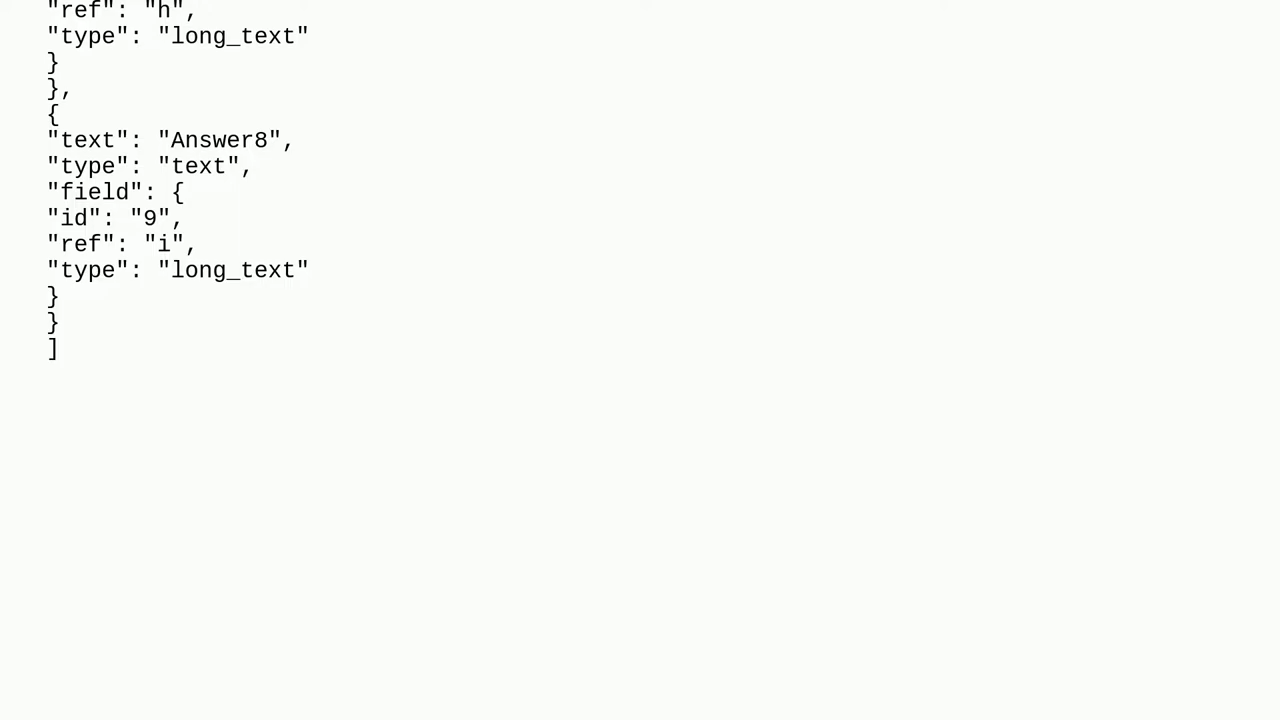 "ref": "h",
"type": "long_text"
}
},
{
"text": "Answer8",
"type": "text",
"field": {
"id": "9",
"ref": "i",
"type": "long_text"
}
}
]